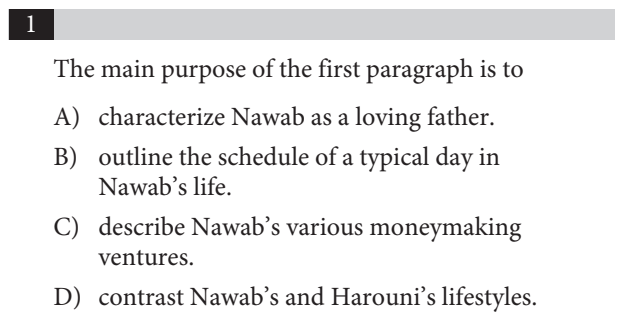 1
The main purpose of the first paragraph is to
A) characterize Nawab as a loving father.
B) outline the schedule of a typical day in
Nawab’s life.
C) describe Nawab’s various moneymaking
ventures.
D) contrast Nawab’s and Harouni’s lifestyles.